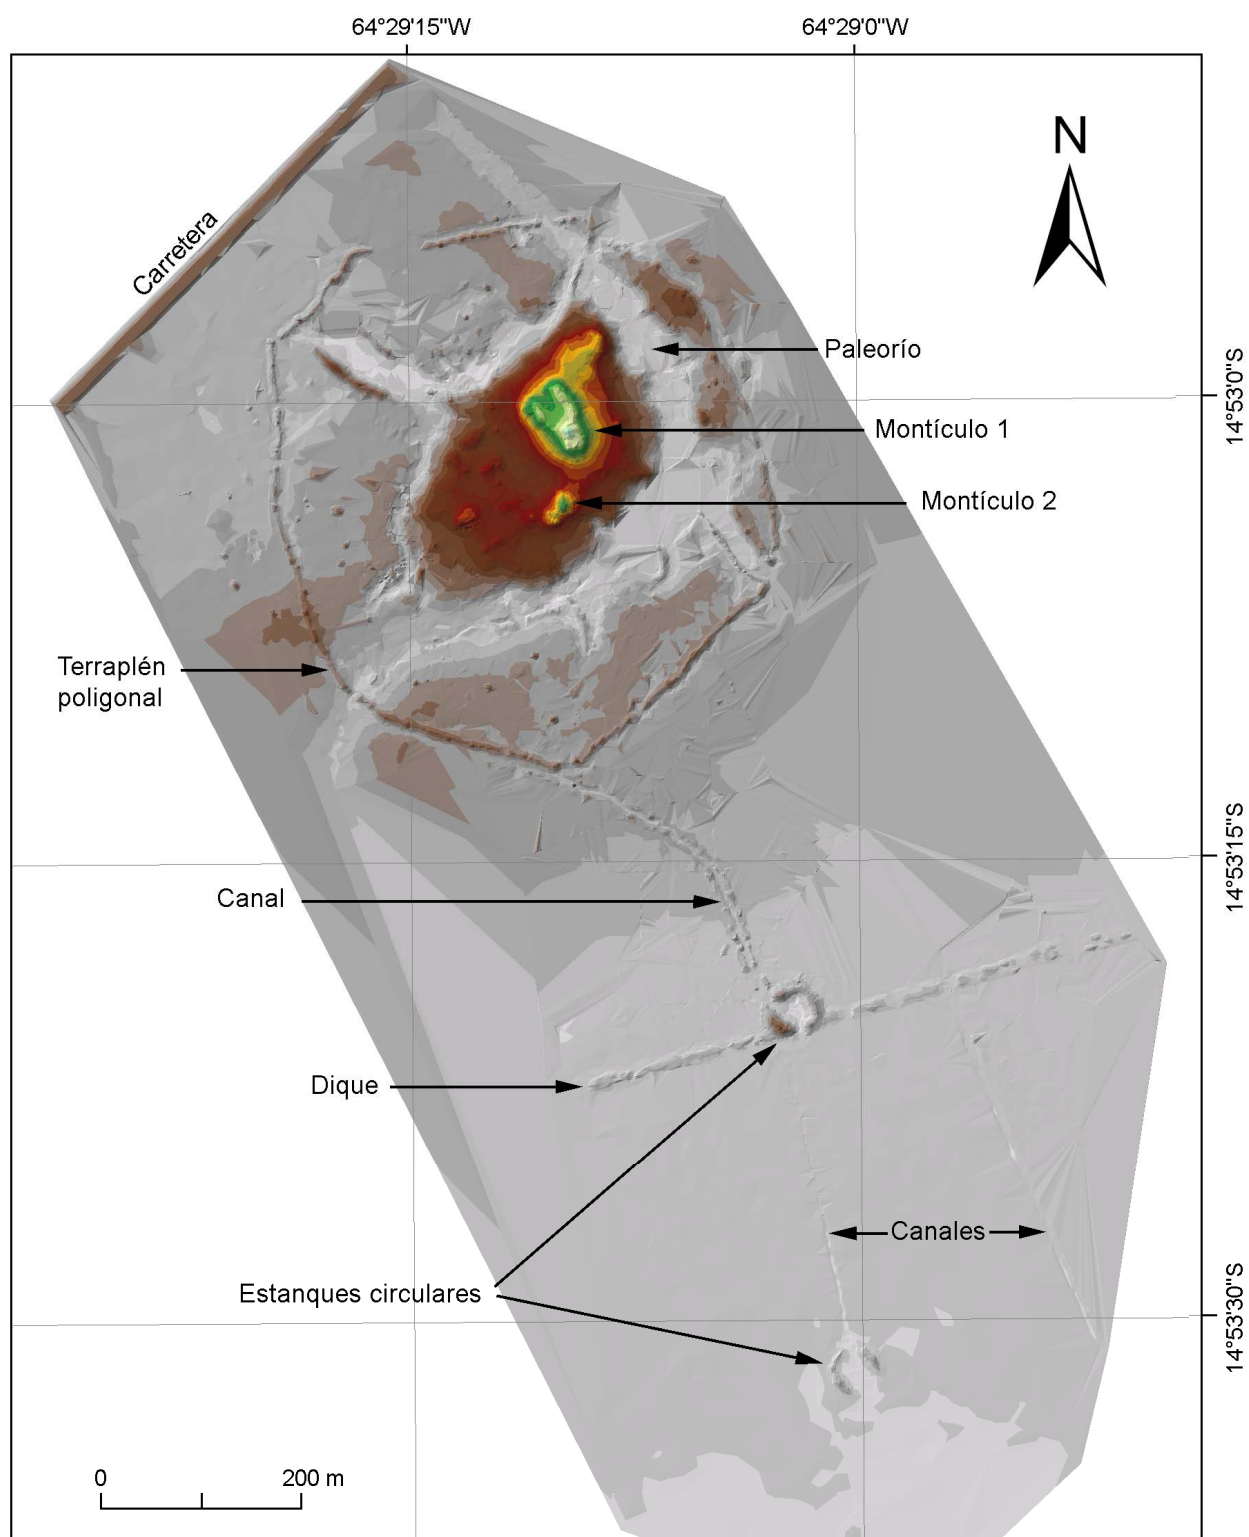 64°29'15"W
64°29'0"W
N
Carretera
Paleorío
14°53'0"S
Montículo 1
Montículo 2
Terraplén
poligonal
14°53'15"S
Canal
Dique
Canales
Estanques circulares
14°53'30"S
0
200 m